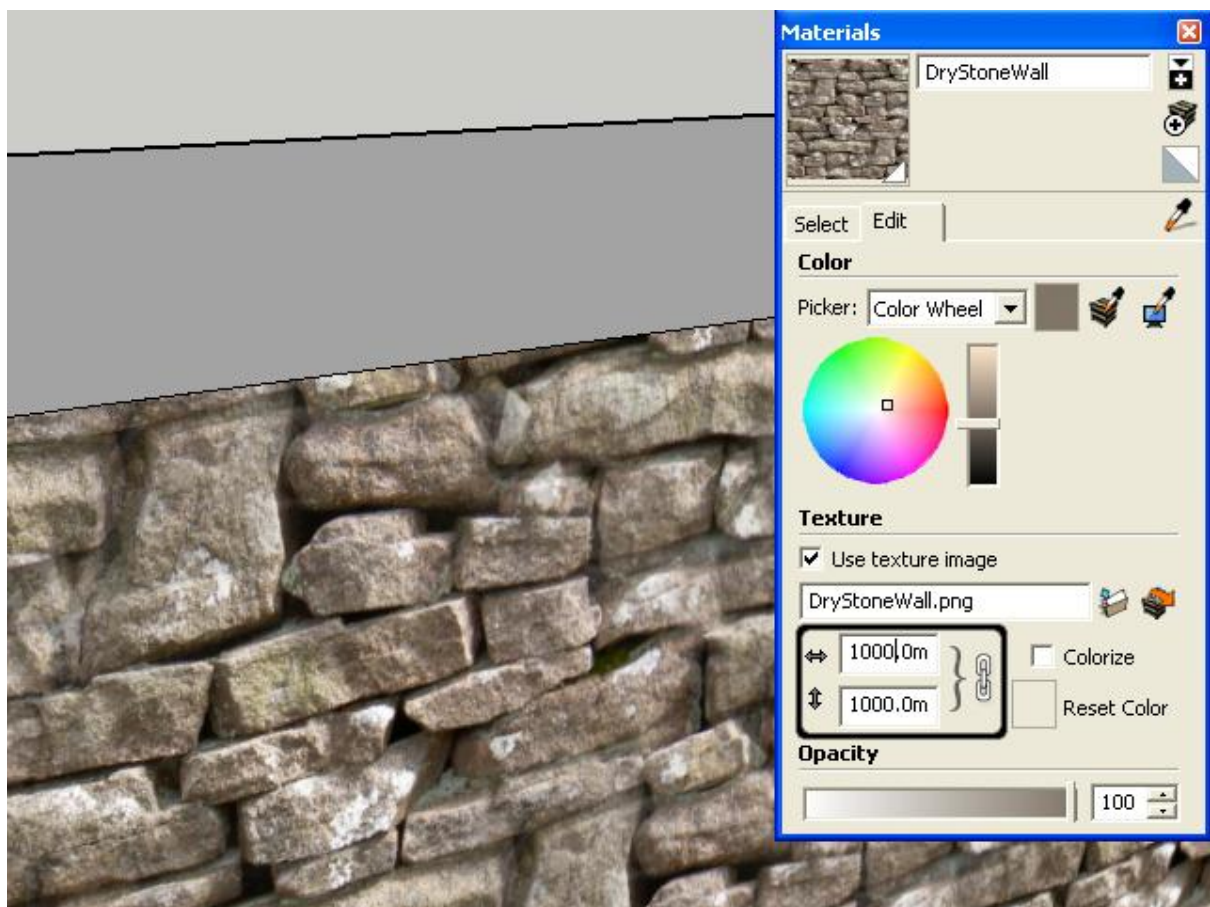 Materials
DryStoneWall
Select Edit
Color
Picker: Color Wheel
Texture
Use texture image
DryStoneWall.png
1000.0m
Colorize
1000.0m
Reset Color
Opacity
100